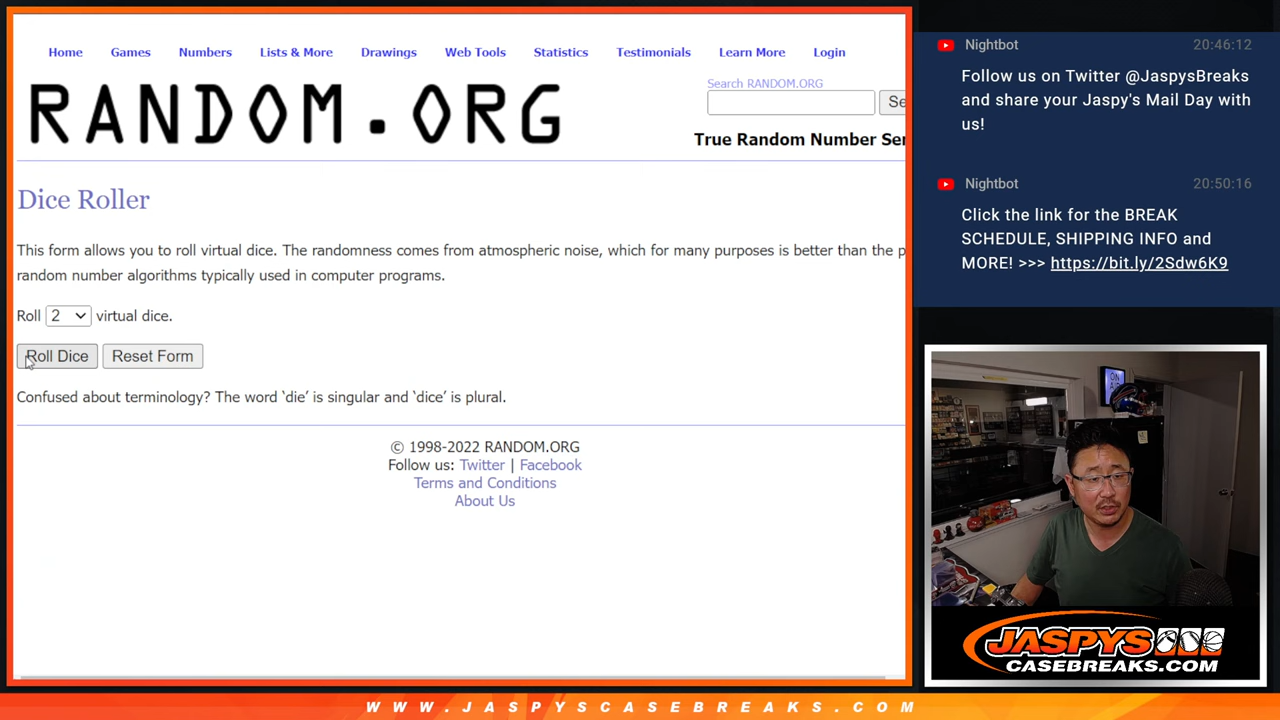 Home Games Numbers Lists & More Drawings Web Tools Statistics Testimonials Learn More Login
RANDOM.ORG
Search RANDOM.ORG
Se
True Random Number Ser
Dice Roller
This form allows you to roll virtual dice. The randomness comes from atmospheric noise, which for many purposes is better than the p
random number algorithms typically used in computer programs.
Roll 2 virtual dice.
Roll Dice Reset Form
Confused about terminology? The word ‘die’ is singular and ‘dice’ is plural.
© 1998-2022 RANDOM.ORG
Follow us: Twitter | Facebook
Terms and Conditions
About Us
Nightbot 20:46:12
Follow us on Twitter @JaspysBreaks
and share your Jaspy's Mail Day with
us!
Nightbot 20:50:16
Click the link for the BREAK
SCHEDULE, SHIPPING INFO and
MORE! >>> https://bit.ly/2Sdw6K9
ON
AIR
JASPYS
CASEBREAKS.COM
WWW.JASPYSCASEBREAKS.COM